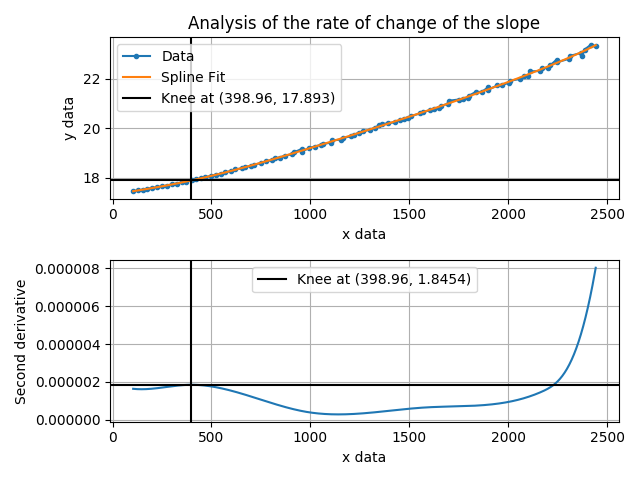 Analysis of the rate of change of the slope
Data
Spline Fit
Knee at (398.96, 17.893)
y data
22
20
18
0 500 1000 1500 2000 2500
x data
Knee at (398.96, 1.8454)
Second derivative
0.000008
0.000006
0.000004
0.000002
0.000000
0 500 1000 1500 2000 2500
x data